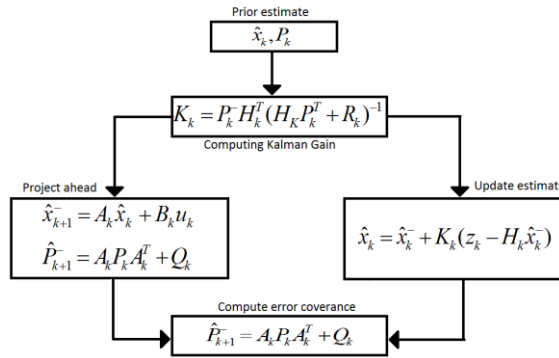 Prior estimate
x̂_k, P_k
K_k = P_k^- H_k^T (H_K P_k^T + R_k)^{-1}
Computing Kalman Gain
Project ahead
x̂_{k+1}^- = A_k x̂_k + B_k u_k
P̂_{k+1}^- = A_k P_k A_k^T + Q_k
Update estimate
x̂_k = x̂_k^- + K_k (z_k − H_k x̂_k^-)
Compute error coverance
P̂_{k+1}^- = A_k P_k A_k^T + Q_k